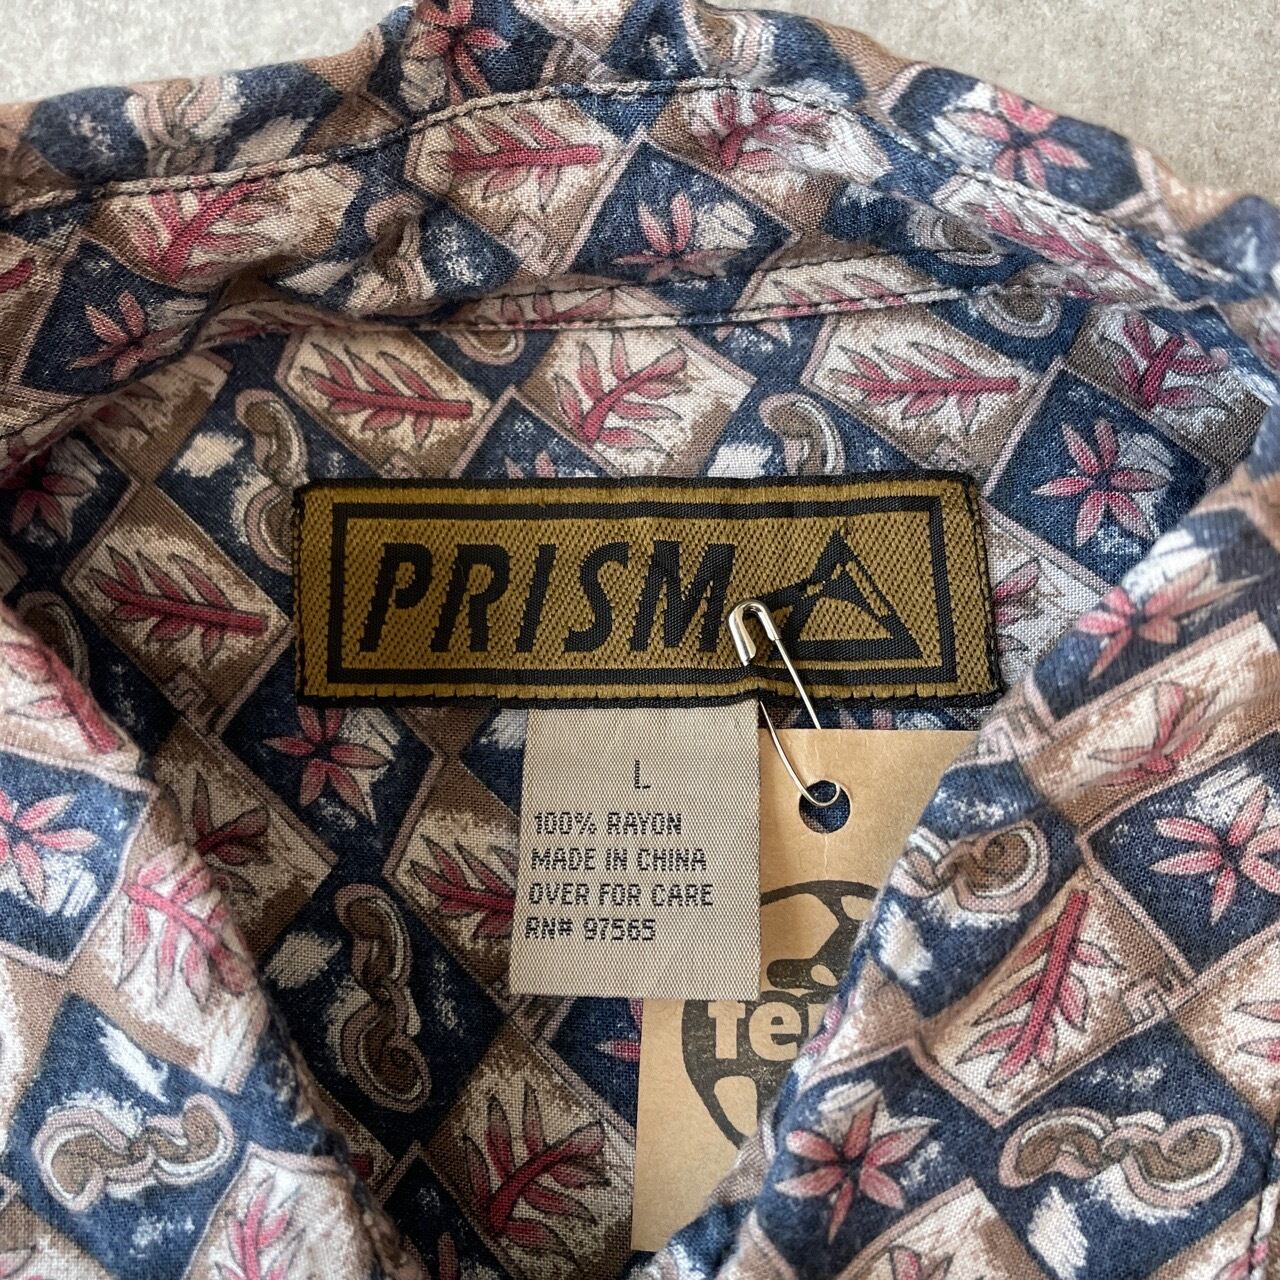 PRISM
L
100% RAYON
MADE IN CHINA
OVER FOR CARE
RN# 97565